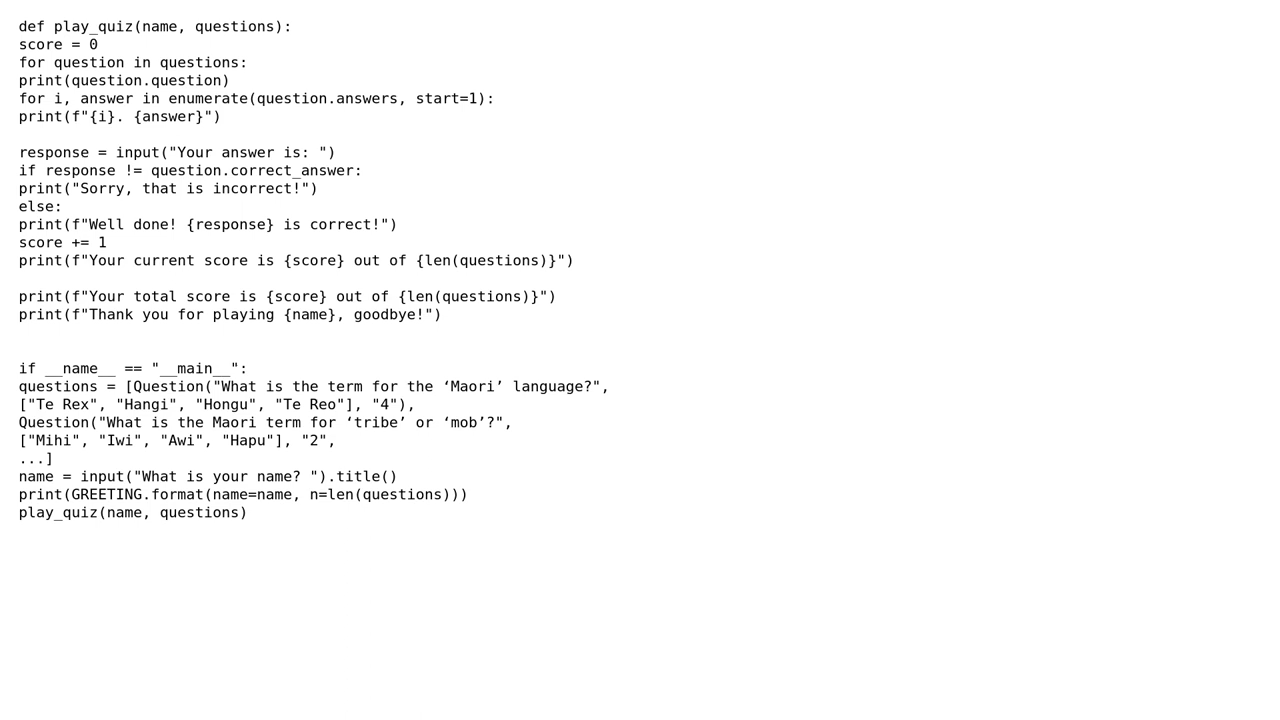 def play_quiz(name, questions):
score = 0
for question in questions:
print(question.question)
for i, answer in enumerate(question.answers, start=1):
print(f"{i}. {answer}")

response = input("Your answer is: ")
if response != question.correct_answer:
print("Sorry, that is incorrect!")
else:
print(f"Well done! {response} is correct!")
score += 1
print(f"Your current score is {score} out of {len(questions)}")

print(f"Your total score is {score} out of {len(questions)}")
print(f"Thank you for playing {name}, goodbye!")


if __name__ == "__main__":
questions = [Question("What is the term for the ‘Maori’ language?",
["Te Rex", "Hangi", "Hongu", "Te Reo"], "4"),
Question("What is the Maori term for ‘tribe’ or ‘mob’?",
["Mihi", "Iwi", "Awi", "Hapu"], "2",
...]
name = input("What is your name? ").title()
print(GREETING.format(name=name, n=len(questions)))
play_quiz(name, questions)